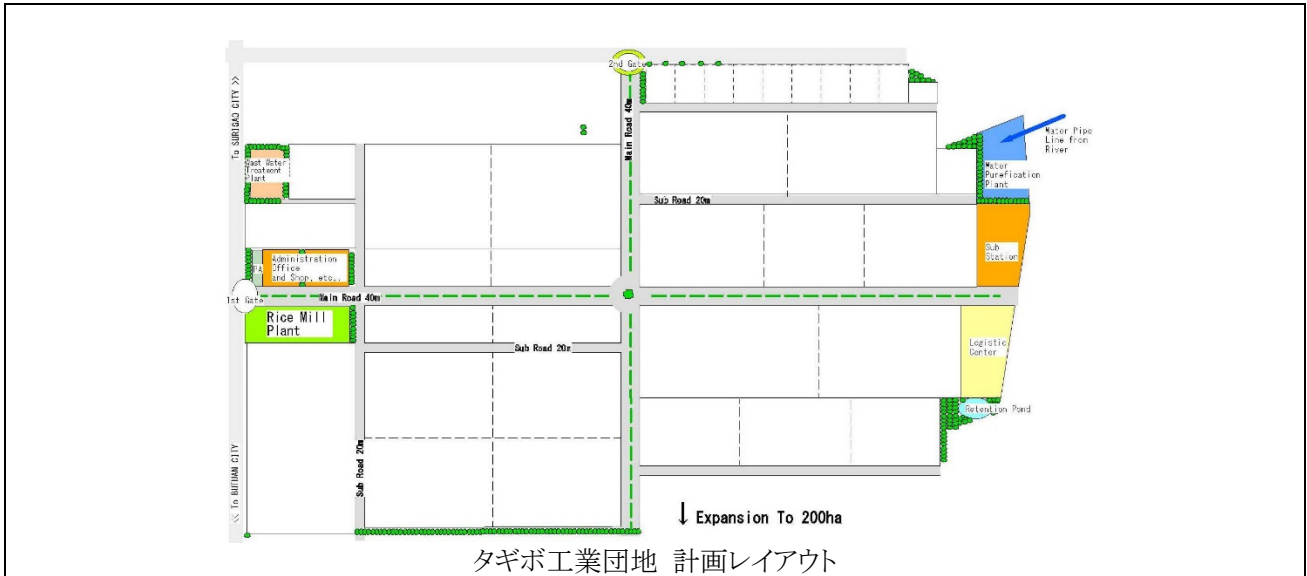 2nd Gate
To SURIGAO CITY >>
Main Road 40m
Water Pipe
Line from
River
Wast Water
Treatment
Plant
Water
Purefication
Plant
Sub Road 20m
Administration
Office
and Shop, etc..
PA
Sub
Station
1st Gate
Main Road 40m
Rice Mill
Plant
Sub Road 20m
Logistic
Center
Retention Pond
Sub Road 20m
<< To BUTUAN CITY
↓ Expansion To 200ha
タギボ工業団地 計画レイアウト